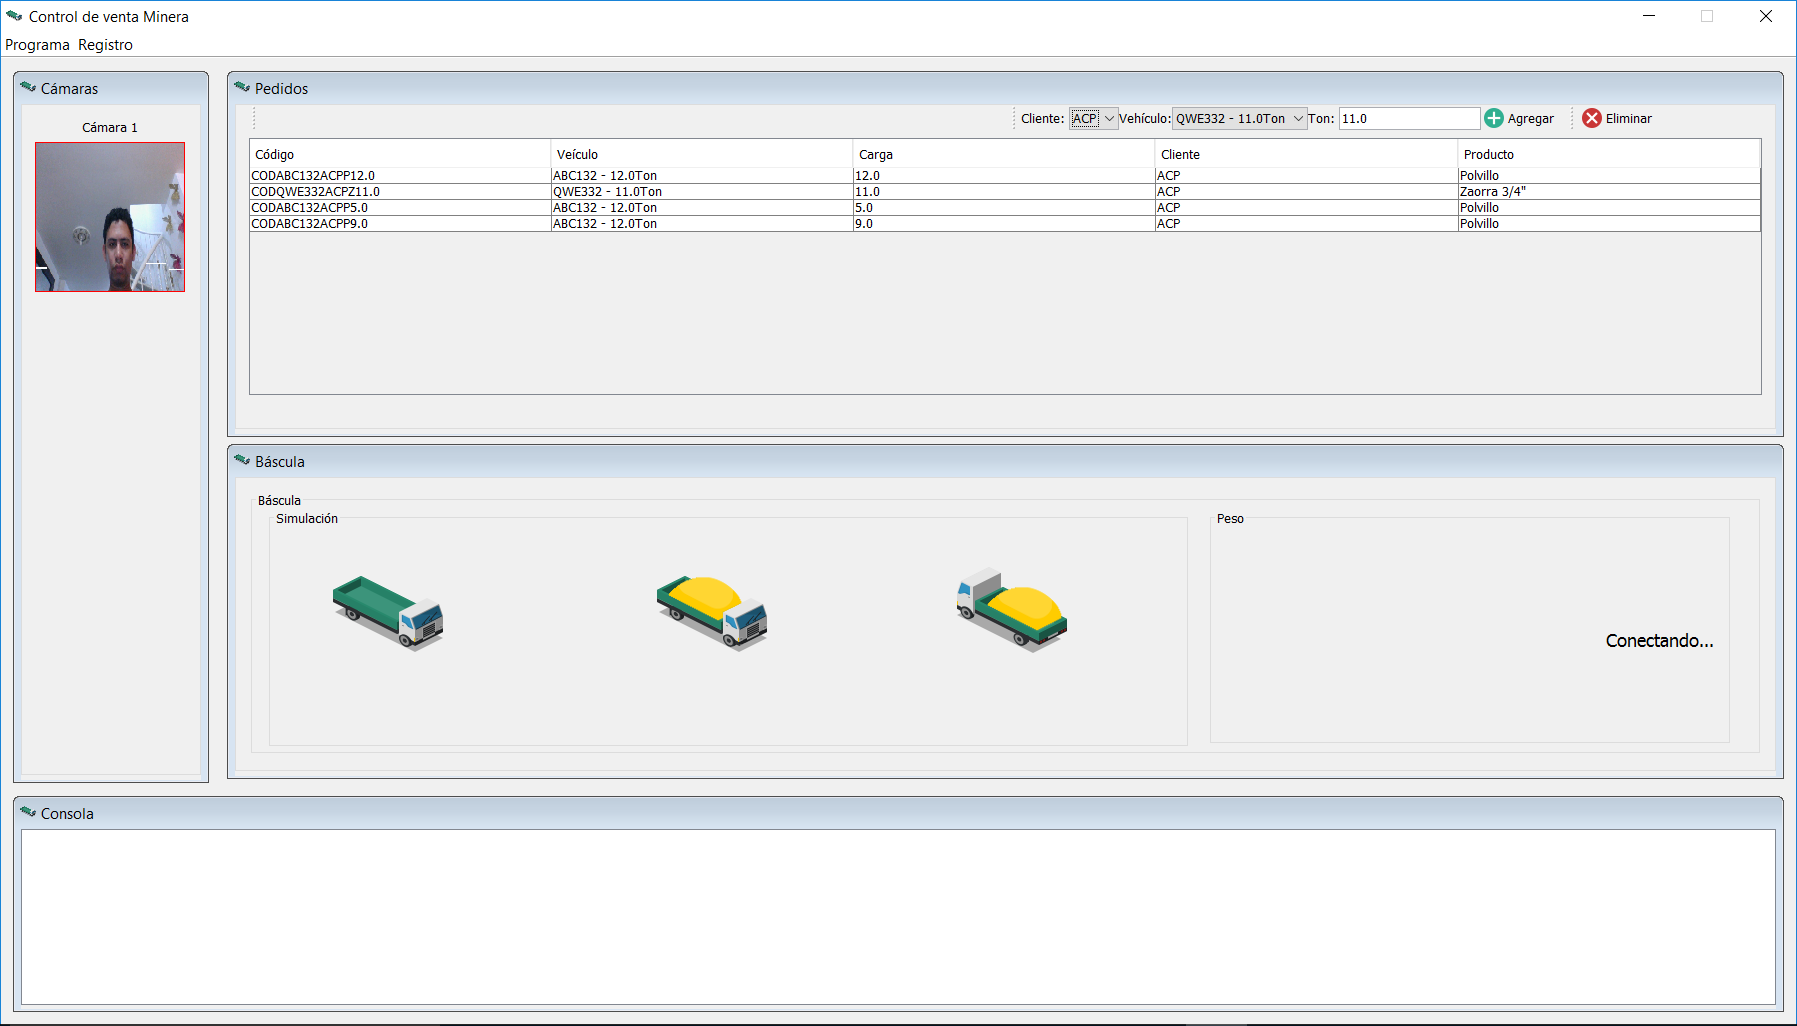 Control de venta Minera
Programa Registro
Cámaras
Cámara 1
Pedidos
Cliente: ACP Vehículo: QWE332 - 11.0Ton Ton: 11.0 Agregar Eliminar
Código Veículo Carga Cliente Producto
CODABC132ACPP12.0 ABC132 - 12.0Ton 12.0 ACP Polvillo
CODQWE332ACPZ11.0 QWE332 - 11.0Ton 11.0 ACP Zaorra 3/4"
CODABC132ACPP5.0 ABC132 - 12.0Ton 5.0 ACP Polvillo
CODABC132ACPP9.0 ABC132 - 12.0Ton 9.0 ACP Polvillo
Báscula
Báscula
Simulación
Peso
Conectando...
Consola